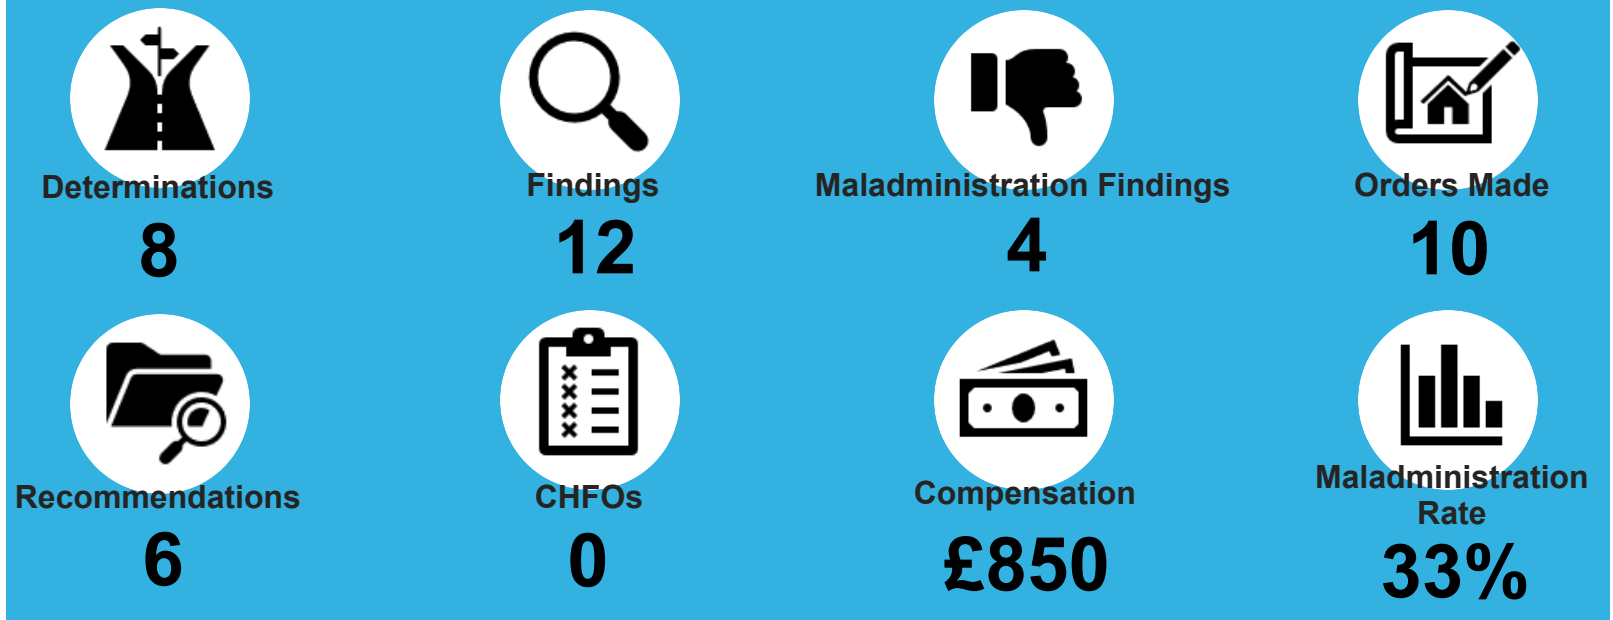 Determinations
8
Findings
12
Maladministration Findings
4
Orders Made
10
Recommendations
6
CHFOs
0
Compensation
£850
Maladministration
Rate
33%